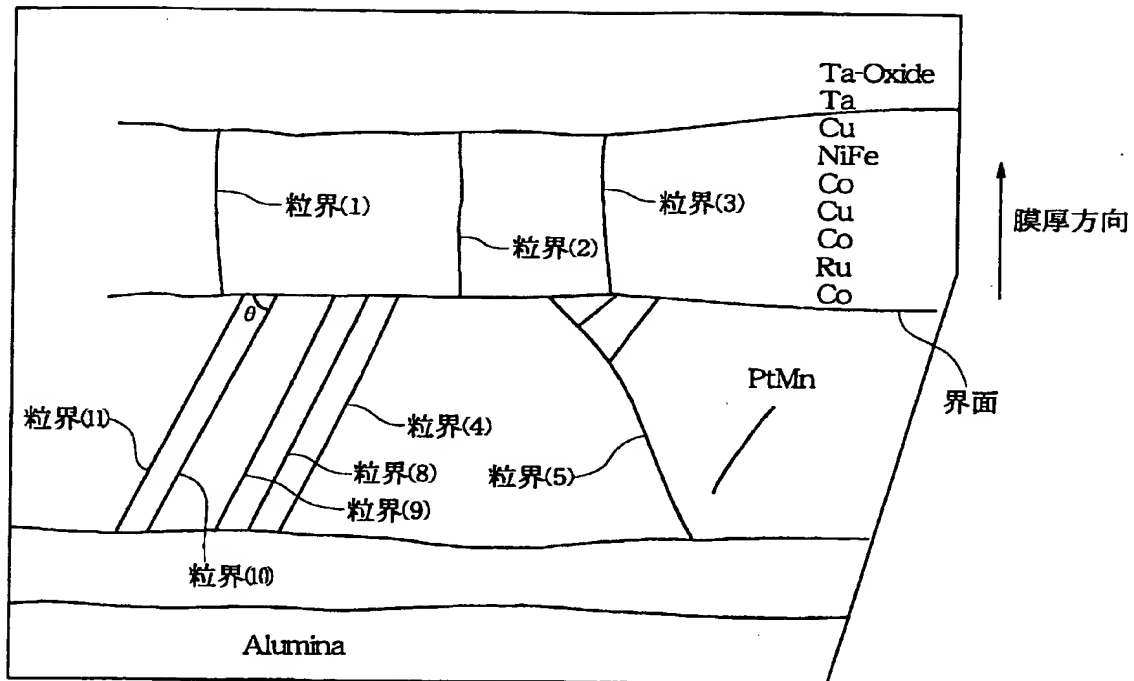 Ta-Oxide
Ta
Cu
NiFe
Co
Cu
Co
Ru
Co
膜厚方向
粒界(1)
粒界(2)
粒界(3)
θ
PtMn
界面
粒界(11)
粒界(4)
粒界(8)
粒界(5)
粒界(9)
粒界(10)
Alumina